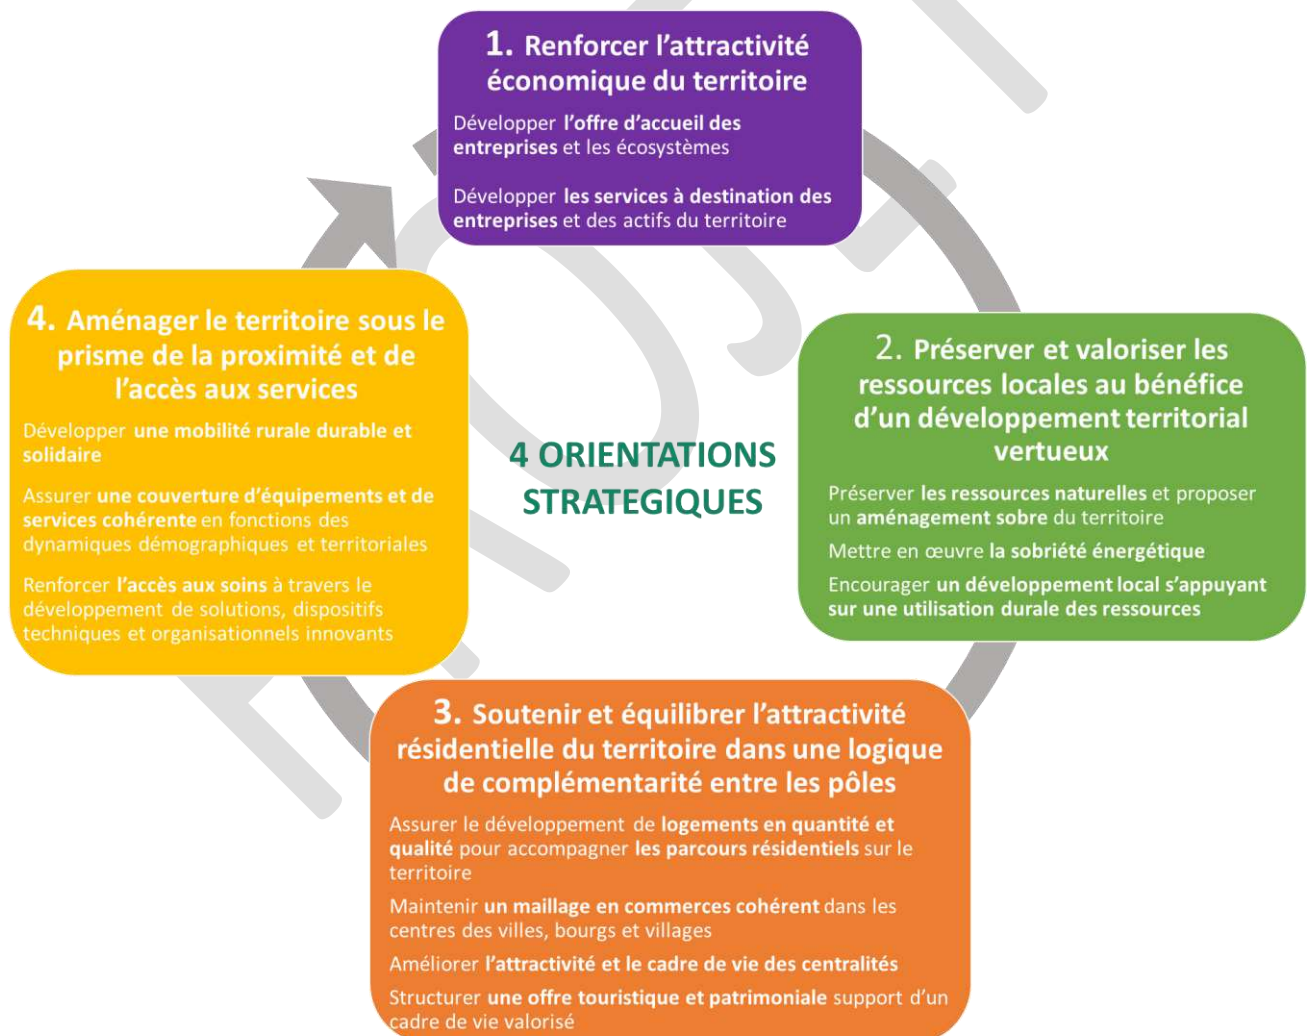 1. Renforcer l'attractivité
économique du territoire
Développer l'offre d'accueil des
entreprises et les écosystèmes
Développer les services à destination des
entreprises et des actifs du territoire
2. Préserver et valoriser les
ressources locales au bénéfice
d'un développement territorial
vertueux
Préserver les ressources naturelles et proposer
un aménagement sobre du territoire
Mettre en œuvre la sobriété énergétique
Encourager un développement local s'appuyant
sur une utilisation durale des ressources
3. Soutenir et équilibrer l'attractivité
résidentielle du territoire dans une logique
de complémentarité entre les pôles
Assurer le développement de logements en quantité et
qualité pour accompagner les parcours résidentiels sur le
territoire
Maintenir un maillage en commerces cohérent dans les
centres des villes, bourgs et villages
Améliorer l'attractivité et le cadre de vie des centralités
Structurer une offre touristique et patrimoniale support d'un
cadre de vie valorisé
4. Aménager le territoire sous le
prisme de la proximité et de
l'accès aux services
Développer une mobilité rurale durable et
solidaire
Assurer une couverture d'équipements et de
services cohérente en fonctions des
dynamiques démographiques et territoriales
Renforcer l'accès aux soins à travers le
développement de solutions, dispositifs
techniques et organisationnels innovants
4 ORIENTATIONS
STRATEGIQUES